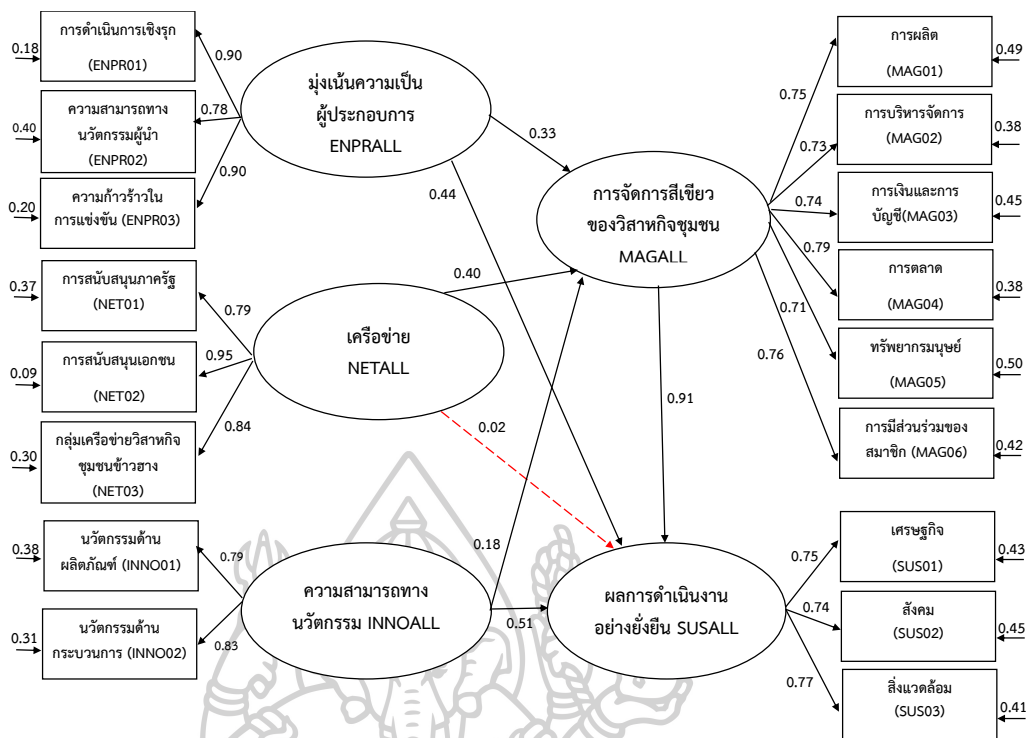 0.18
การดำเนินการเชิงรุก
(ENPR01)
0.90
0.40
ความสามารถทาง
นวัตกรรมผู้นำ
(ENPR02)
0.78
0.20
ความก้าวร้าวใน
การแข่งขัน (ENPR03)
0.90
มุ่งเน้นความเป็น
ผู้ประกอบการ
ENPRALL
0.33
0.44
0.37
การสนับสนุนภาครัฐ
(NET01)
0.79
0.09
การสนับสนุนเอกชน
(NET02)
0.95
0.30
กลุ่มเครือข่ายวิสาหกิจ
ชุมชนข้าวฮาง
(NET03)
0.84
เครือข่าย
NETALL
0.40
0.02
0.38
นวัตกรรมด้าน
ผลิตภัณฑ์ (INNO01)
0.79
0.31
นวัตกรรมด้าน
กระบวนการ (INNO02)
0.83
ความสามารถทาง
นวัตกรรม INNOALL
0.18
0.51
การจัดการสีเขียว
ของวิสาหกิจชุมชน
MAGALL
0.91
ผลการดำเนินงาน
อย่างยั่งยืน SUSALL
0.75
การผลิต
(MAG01)
0.49
0.73
การบริหารจัดการ
(MAG02)
0.38
0.74
การเงินและการ
บัญชี(MAG03)
0.45
0.79
การตลาด
(MAG04)
0.38
0.71
ทรัพยากรมนุษย์
(MAG05)
0.50
0.76
การมีส่วนร่วมของ
สมาชิก (MAG06)
0.42
0.75
เศรษฐกิจ
(SUS01)
0.43
0.74
สังคม
(SUS02)
0.45
0.77
สิ่งแวดล้อม
(SUS03)
0.41